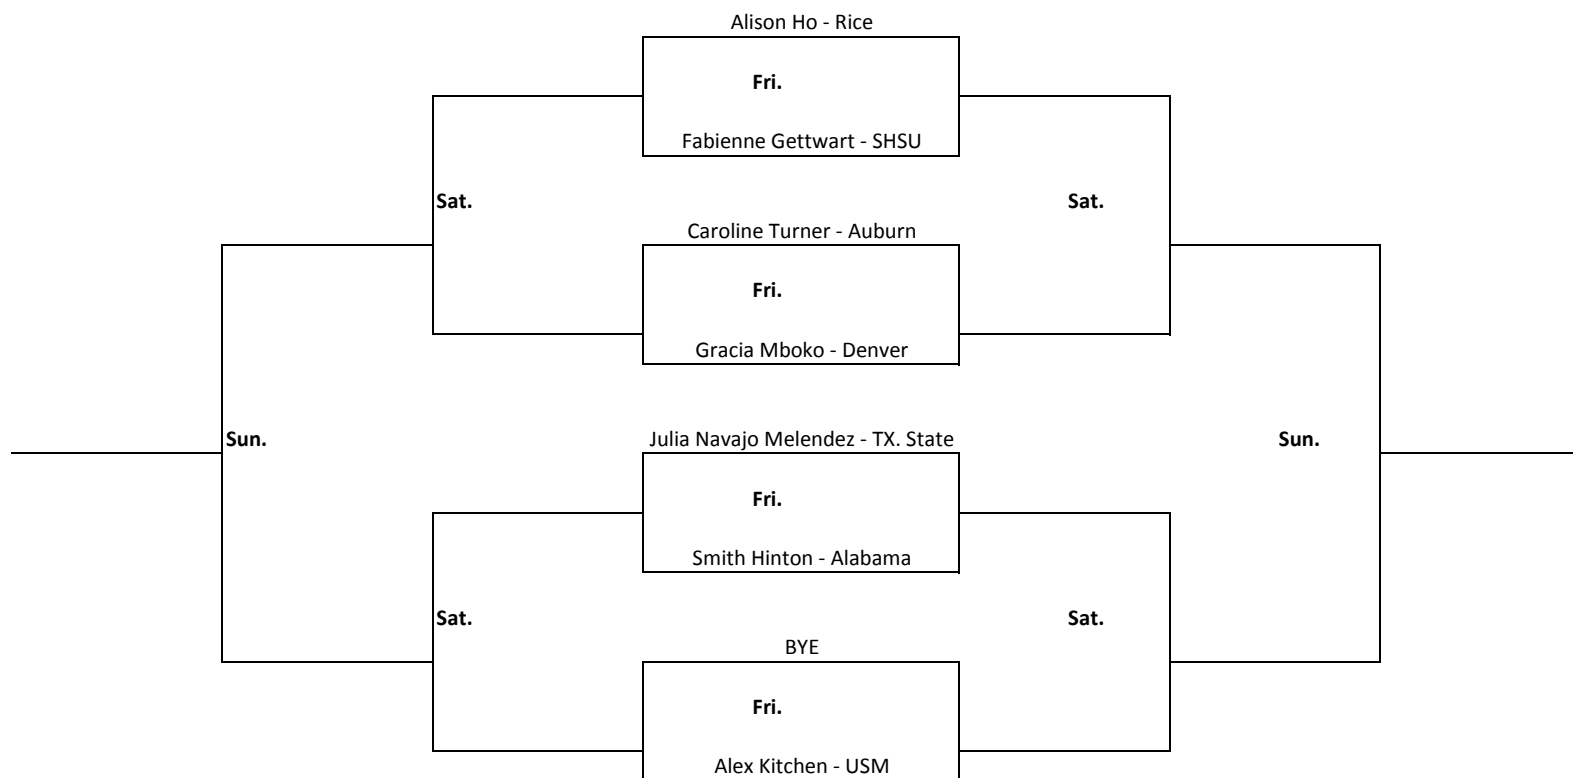 Alison Ho - Rice
Fri.
Fabienne Gettwart - SHSU
Sat.
Sat.
Caroline Turner - Auburn
Fri.
Gracia Mboko - Denver
Sun.
Julia Navajo Melendez - TX. State
Sun.
Fri.
Smith Hinton - Alabama
Sat.
Sat.
BYE
Fri.
Alex Kitchen - USM